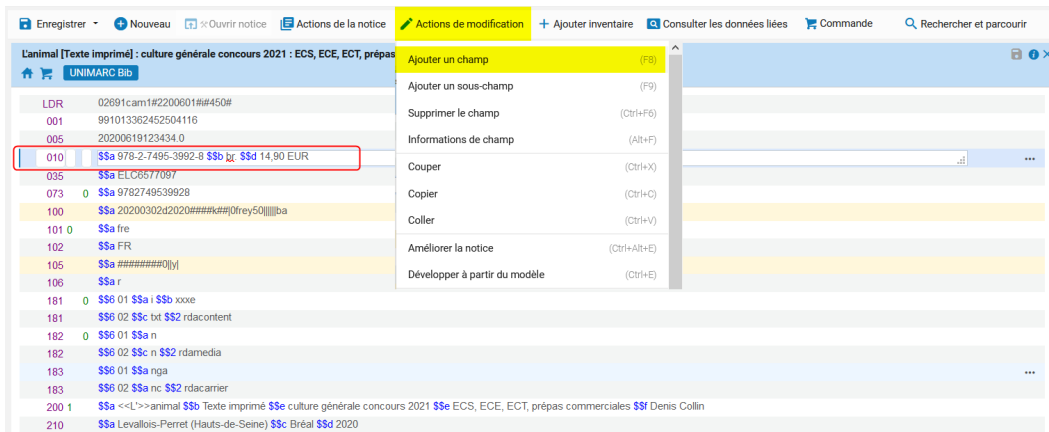 Enregistrer Nouveau Ouvrir notice Actions de la notice Actions de modification Ajouter inventaire Consulter les données liées Commande Rechercher et parcourir
L'animal [Texte imprimé] : culture générale concours 2021 : ECS, ECE, ECT, prépas
UNIMARC Bib
Ajouter un champ (F8)
Ajouter un sous-champ (F9)
Supprimer le champ (Ctrl+F6)
Informations de champ (Alt+F)
Couper (Ctrl+X)
Copier (Ctrl+C)
Coller (Ctrl+V)
Améliorer la notice (Ctrl+Alt+E)
Développer à partir du modèle (Ctrl+E)
LDR 02691cam1#2200601#i#450#
001 991013362452504116
005 20200619123434.0
010 $$a 978-2-7495-3992-8 $$b br. $$d 14,90 EUR
035 $$a ELC6577097
073 0 $$a 9782749539928
100 $$a 20200302d2020####k##|0frey50||||||ba
101 0 $$a fre
102 $$a FR
105 $$a ########0||y|
106 $$a r
181 0 $$6 01 $$a i $$b xxxe
181 $$6 02 $$c txt $$2 rdacontent
182 0 $$6 01 $$a n
182 $$6 02 $$c n $$2 rdamedia
183 $$6 01 $$a nga
183 $$6 02 $$a nc $$2 rdacarrier
200 1 $$a <<L'>>animal $$b Texte imprimé $$e culture générale concours 2021 $$e ECS, ECE, ECT, prépas commerciales $$f Denis Collin
210 $$a Levallois-Perret (Hauts-de-Seine) $$c Bréal $$d 2020